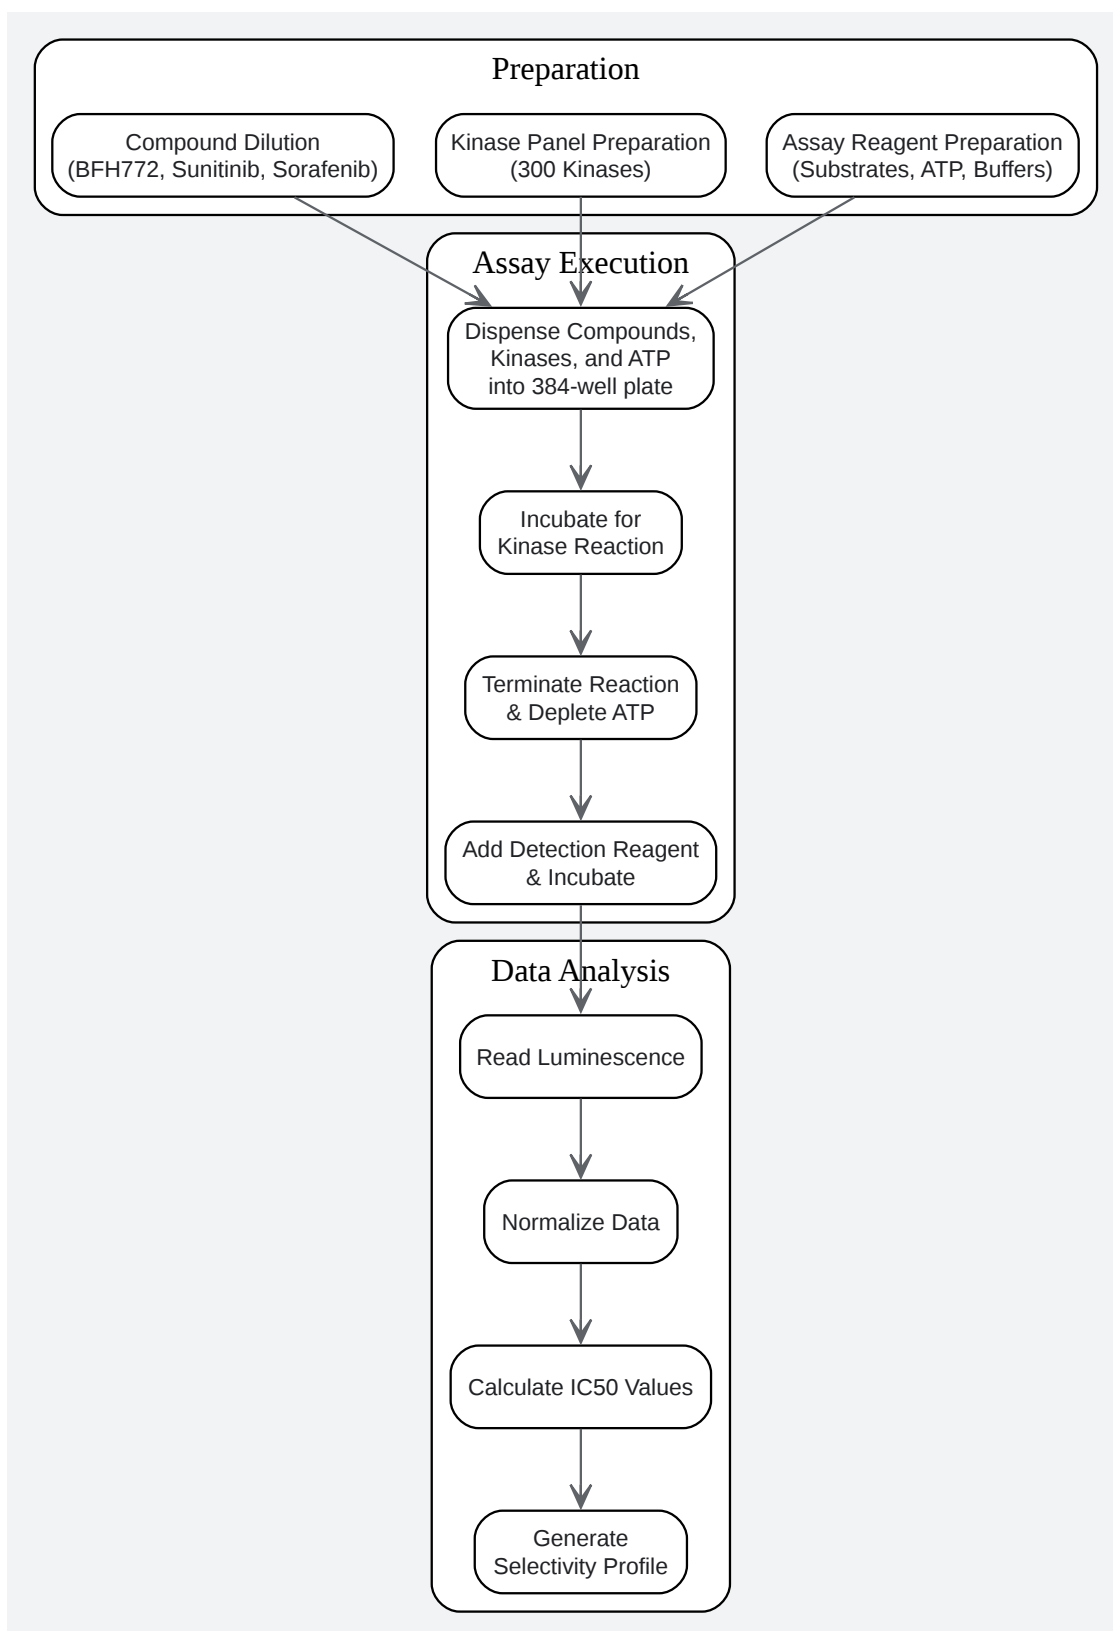 Preparation
Compound Dilution
(BFH772, Sunitinib, Sorafenib)
Kinase Panel Preparation
(300 Kinases)
Assay Reagent Preparation
(Substrates, ATP, Buffers)
Assay Execution
Dispense Compounds,
Kinases, and ATP
into 384-well plate
Incubate for
Kinase Reaction
Terminate Reaction
& Deplete ATP
Add Detection Reagent
& Incubate
Data Analysis
Read Luminescence
Normalize Data
Calculate IC50 Values
Generate
Selectivity Profile